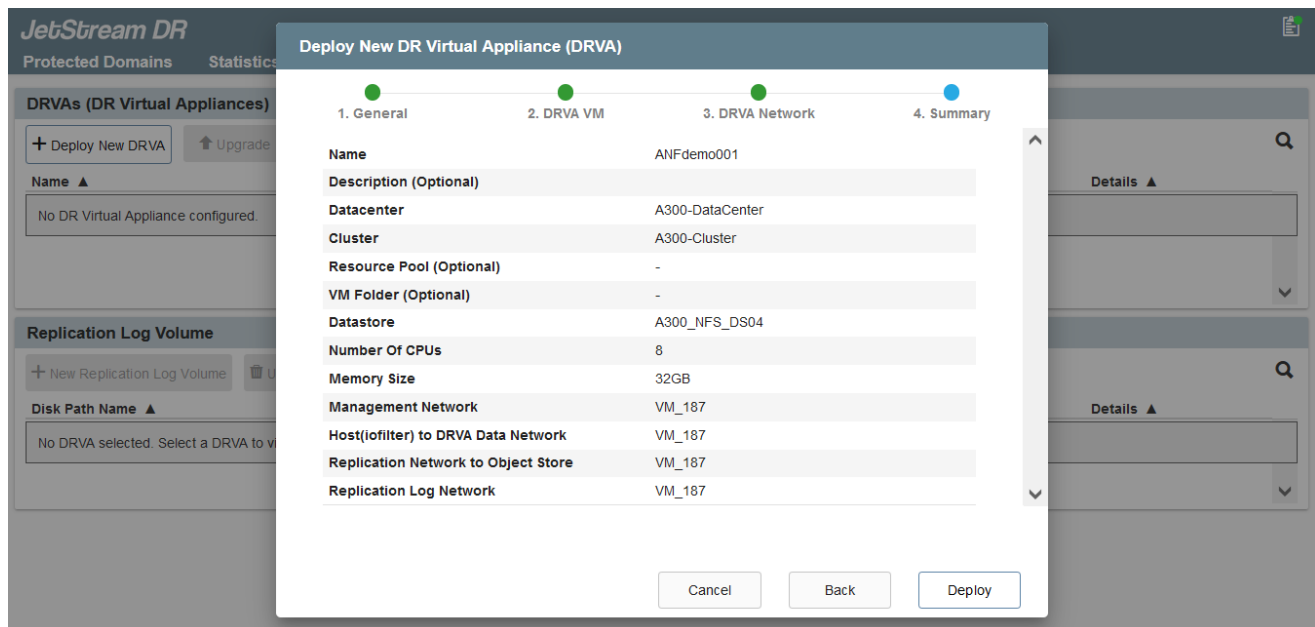 JetStream DR
Protected Domains Statistics
DRVAs (DR Virtual Appliances)
+ Deploy New DRVA Upgrade
Name ▲ Details ▲
No DR Virtual Appliance configured.
Replication Log Volume
+ New Replication Log Volume U
Disk Path Name ▲ Details ▲
No DRVA selected. Select a DRVA to vi
Deploy New DR Virtual Appliance (DRVA)
1. General 2. DRVA VM 3. DRVA Network 4. Summary
Name ANFdemo001
Description (Optional)
Datacenter A300-DataCenter
Cluster A300-Cluster
Resource Pool (Optional) -
VM Folder (Optional) -
Datastore A300_NFS_DS04
Number Of CPUs 8
Memory Size 32GB
Management Network VM_187
Host(iofilter) to DRVA Data Network VM_187
Replication Network to Object Store VM_187
Replication Log Network VM_187
Cancel Back Deploy